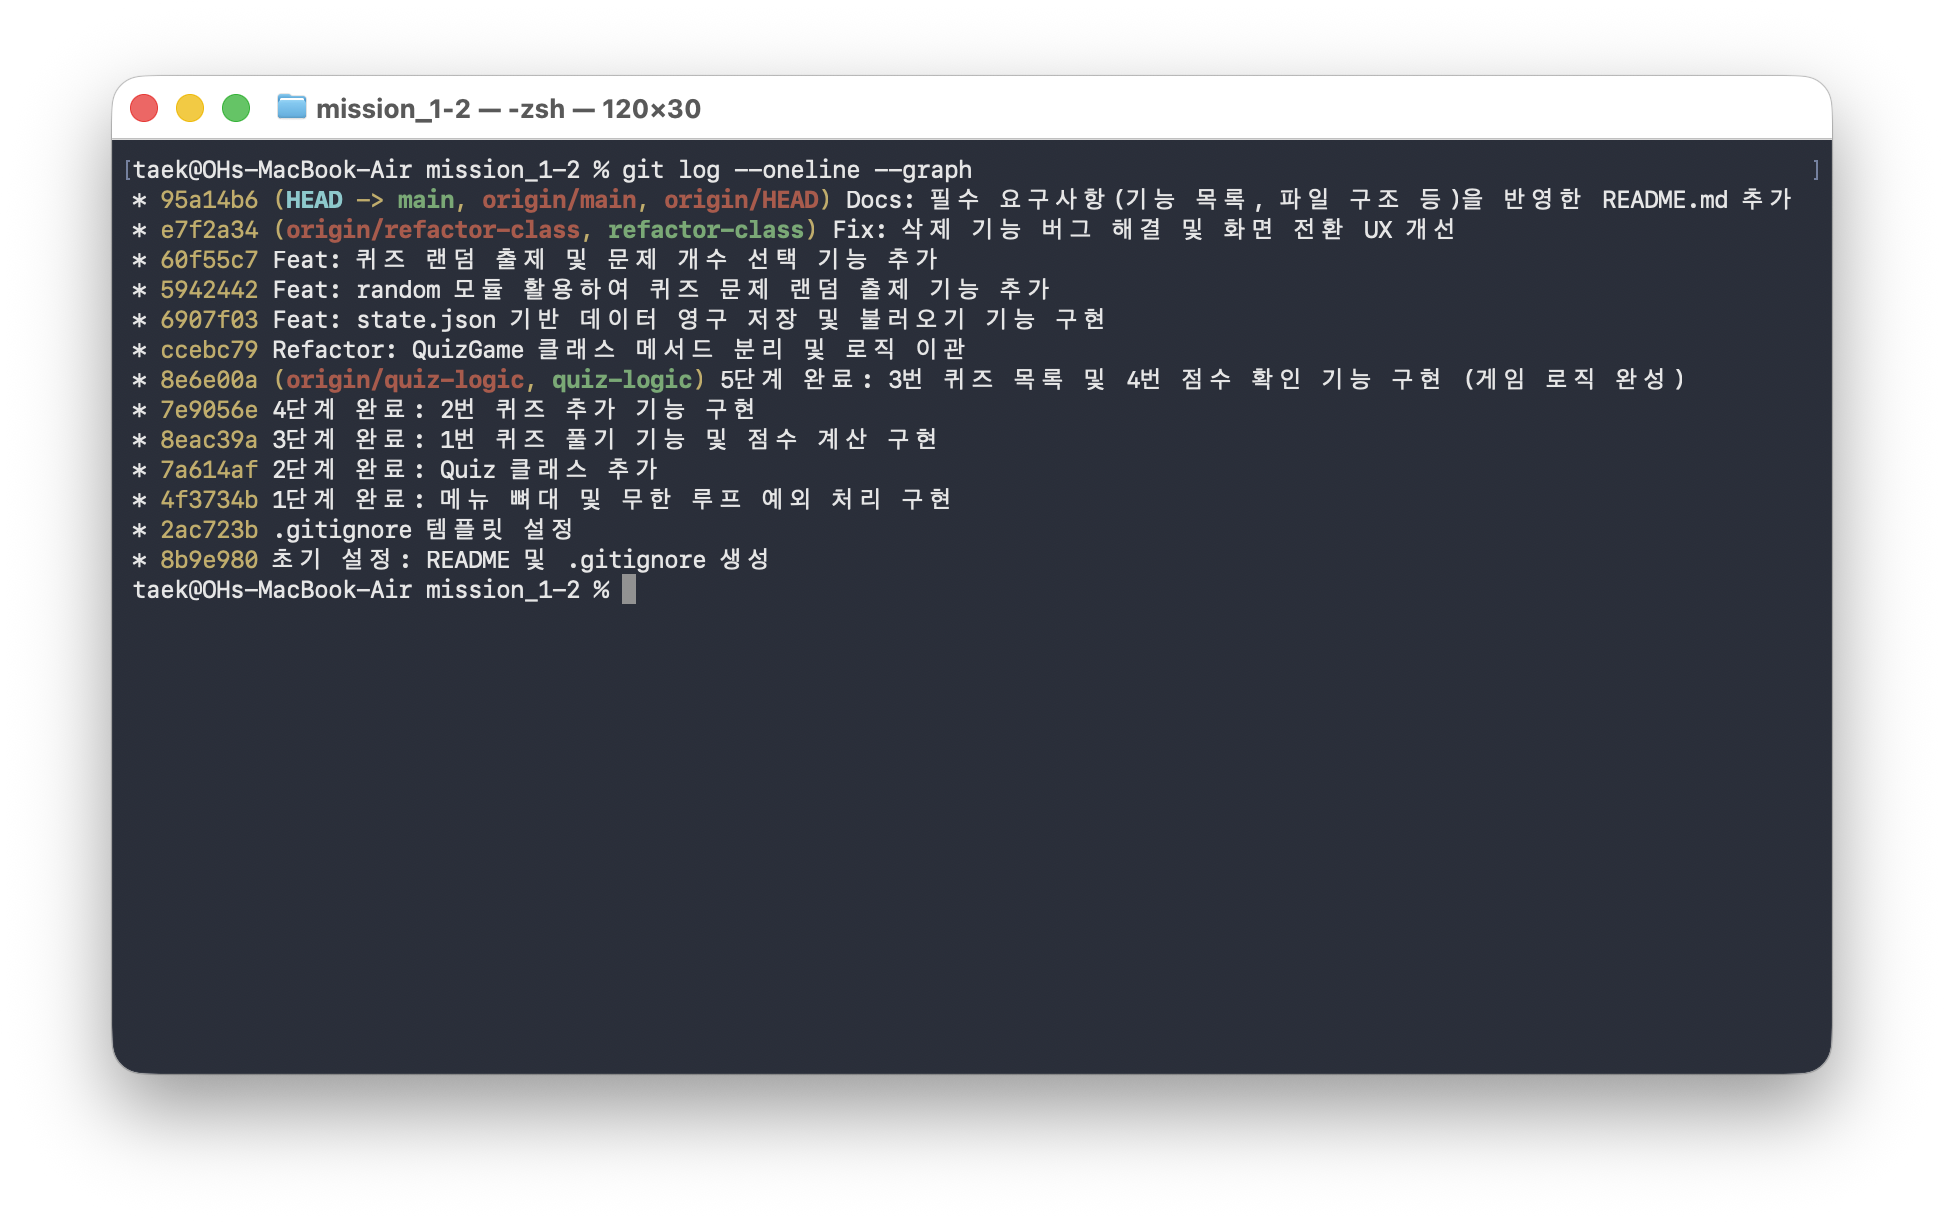 mission_1-2 — -zsh — 120×30
[taek@OHs-MacBook-Air mission_1-2 % git log --oneline --graph ]
* 95a14b6 (HEAD -> main, origin/main, origin/HEAD) Docs: 필수 요구사항(기능 목록, 파일 구조 등)을 반영한 README.md 추가
* e7f2a34 (origin/refactor-class, refactor-class) Fix: 삭제 기능 버그 해결 및 화면 전환 UX 개선
* 60f55c7 Feat: 퀴즈 랜덤 출제 및 문제 개수 선택 기능 추가
* 5942442 Feat: random 모듈 활용하여 퀴즈 문제 랜덤 출제 기능 추가
* 6907f03 Feat: state.json 기반 데이터 영구 저장 및 불러오기 기능 구현
* ccebc79 Refactor: QuizGame 클래스 메서드 분리 및 로직 이관
* 8e6e00a (origin/quiz-logic, quiz-logic) 5단계 완료: 3번 퀴즈 목록 및 4번 점수 확인 기능 구현 (게임 로직 완성)
* 7e9056e 4단계 완료: 2번 퀴즈 추가 기능 구현
* 8eac39a 3단계 완료: 1번 퀴즈 풀기 기능 및 점수 계산 구현
* 7a614af 2단계 완료: Quiz 클래스 추가
* 4f3734b 1단계 완료: 메뉴 뼈대 및 무한 루프 예외 처리 구현
* 2ac723b .gitignore 템플릿 설정
* 8b9e980 초기 설정: README 및 .gitignore 생성
taek@OHs-MacBook-Air mission_1-2 %